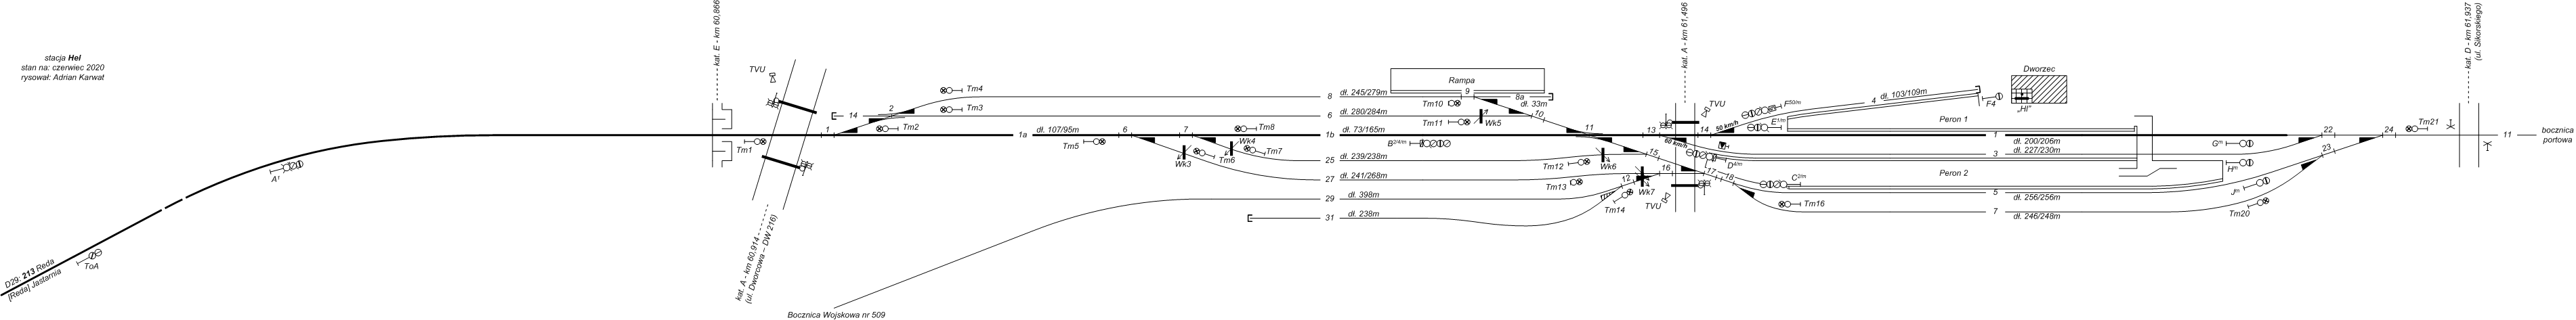 stacja Hel
stan na: czerwiec 2020
rysował: Adrian Karwat
D29: 213 Reda
[Reda] Jastarnia
ToA
A¹
kat. E - km 60,866
TVU
Tm1
kat. A - km 60,914
(ul. Dworcowa – DW 216)
1
14
2
Tm4
Tm3
Tm2
1a
dł. 107/95m
Tm5
6
7
Wk3
Tm6
Wk4
Tm8
Tm7
Bocznica Wojskowa nr 509
8
dł. 245/279m
6
dł. 280/284m
1b
dł. 73/165m
25
dł. 239/238m
27
dł. 241/268m
29
dł. 398m
31
dł. 238m
Rampa
9
8a
dł. 33m
Tm10
Tm11
Wk5
10
B2/4/m
11
Tm12
Wk6
Tm13
12
Wk7
Tm14
13
15
16
17
18
14
kat. A - km 61,496
TVU
TVU
50 km/h
60 km/h
F50/m
E1/m
D4/m
C2/m
Tm16
4
dł. 103/109m
F4
Peron 1
1
dł. 200/206m
3
dł. 227/230m
Peron 2
5
dł. 256/256m
7
dł. 246/248m
Dworzec
„Hl”
Gm
Hm
Jm
Tm20
22
23
24
Tm21
kat. D - km 61,937
(ul. Sikorskiego)
11
bocznica
portowa